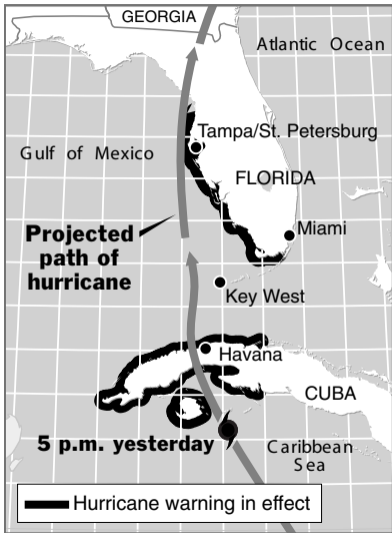 GEORGIA
Atlantic Ocean
Tampa/St. Petersburg
Gulf of Mexico
FLORIDA
Miami
Projected
path of
hurricane
Key West
Havana
CUBA
5 p.m. yesterday
Caribbean
Sea
Hurricane warning in effect